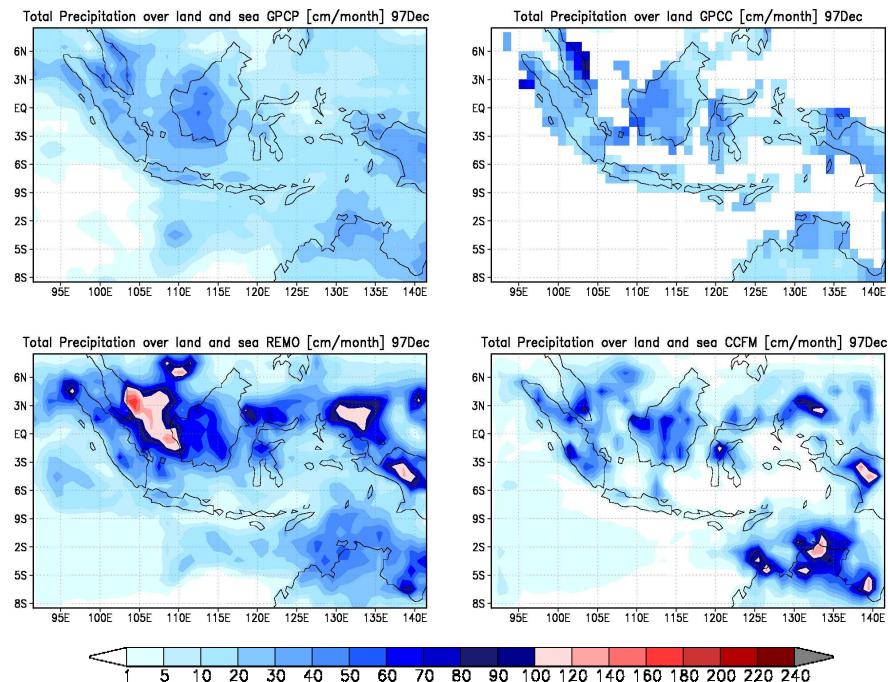 Total Precipitation over land and sea GPCP [cm/month] 97Dec
6N
3N
EQ
3S
6S
9S
2S
5S
8S
95E 100E 105E 110E 115E 120E 125E 130E 135E 140E
Total Precipitation over land GPCC [cm/month] 97Dec
6N
3N
EQ
3S
6S
9S
2S
5S
8S
95E 100E 105E 110E 115E 120E 125E 130E 135E 140E
Total Precipitation over land and sea REMO [cm/month] 97Dec
6N
3N
EQ
3S
6S
9S
2S
5S
8S
95E 100E 105E 110E 115E 120E 125E 130E 135E 140E
Total Precipitation over land and sea CCFM [cm/month] 97Dec
6N
3N
EQ
3S
6S
9S
2S
5S
8S
95E 100E 105E 110E 115E 120E 125E 130E 135E 140E
1 5 10 20 30 40 50 60 70 80 90 100 120 140 160 180 200 220 240